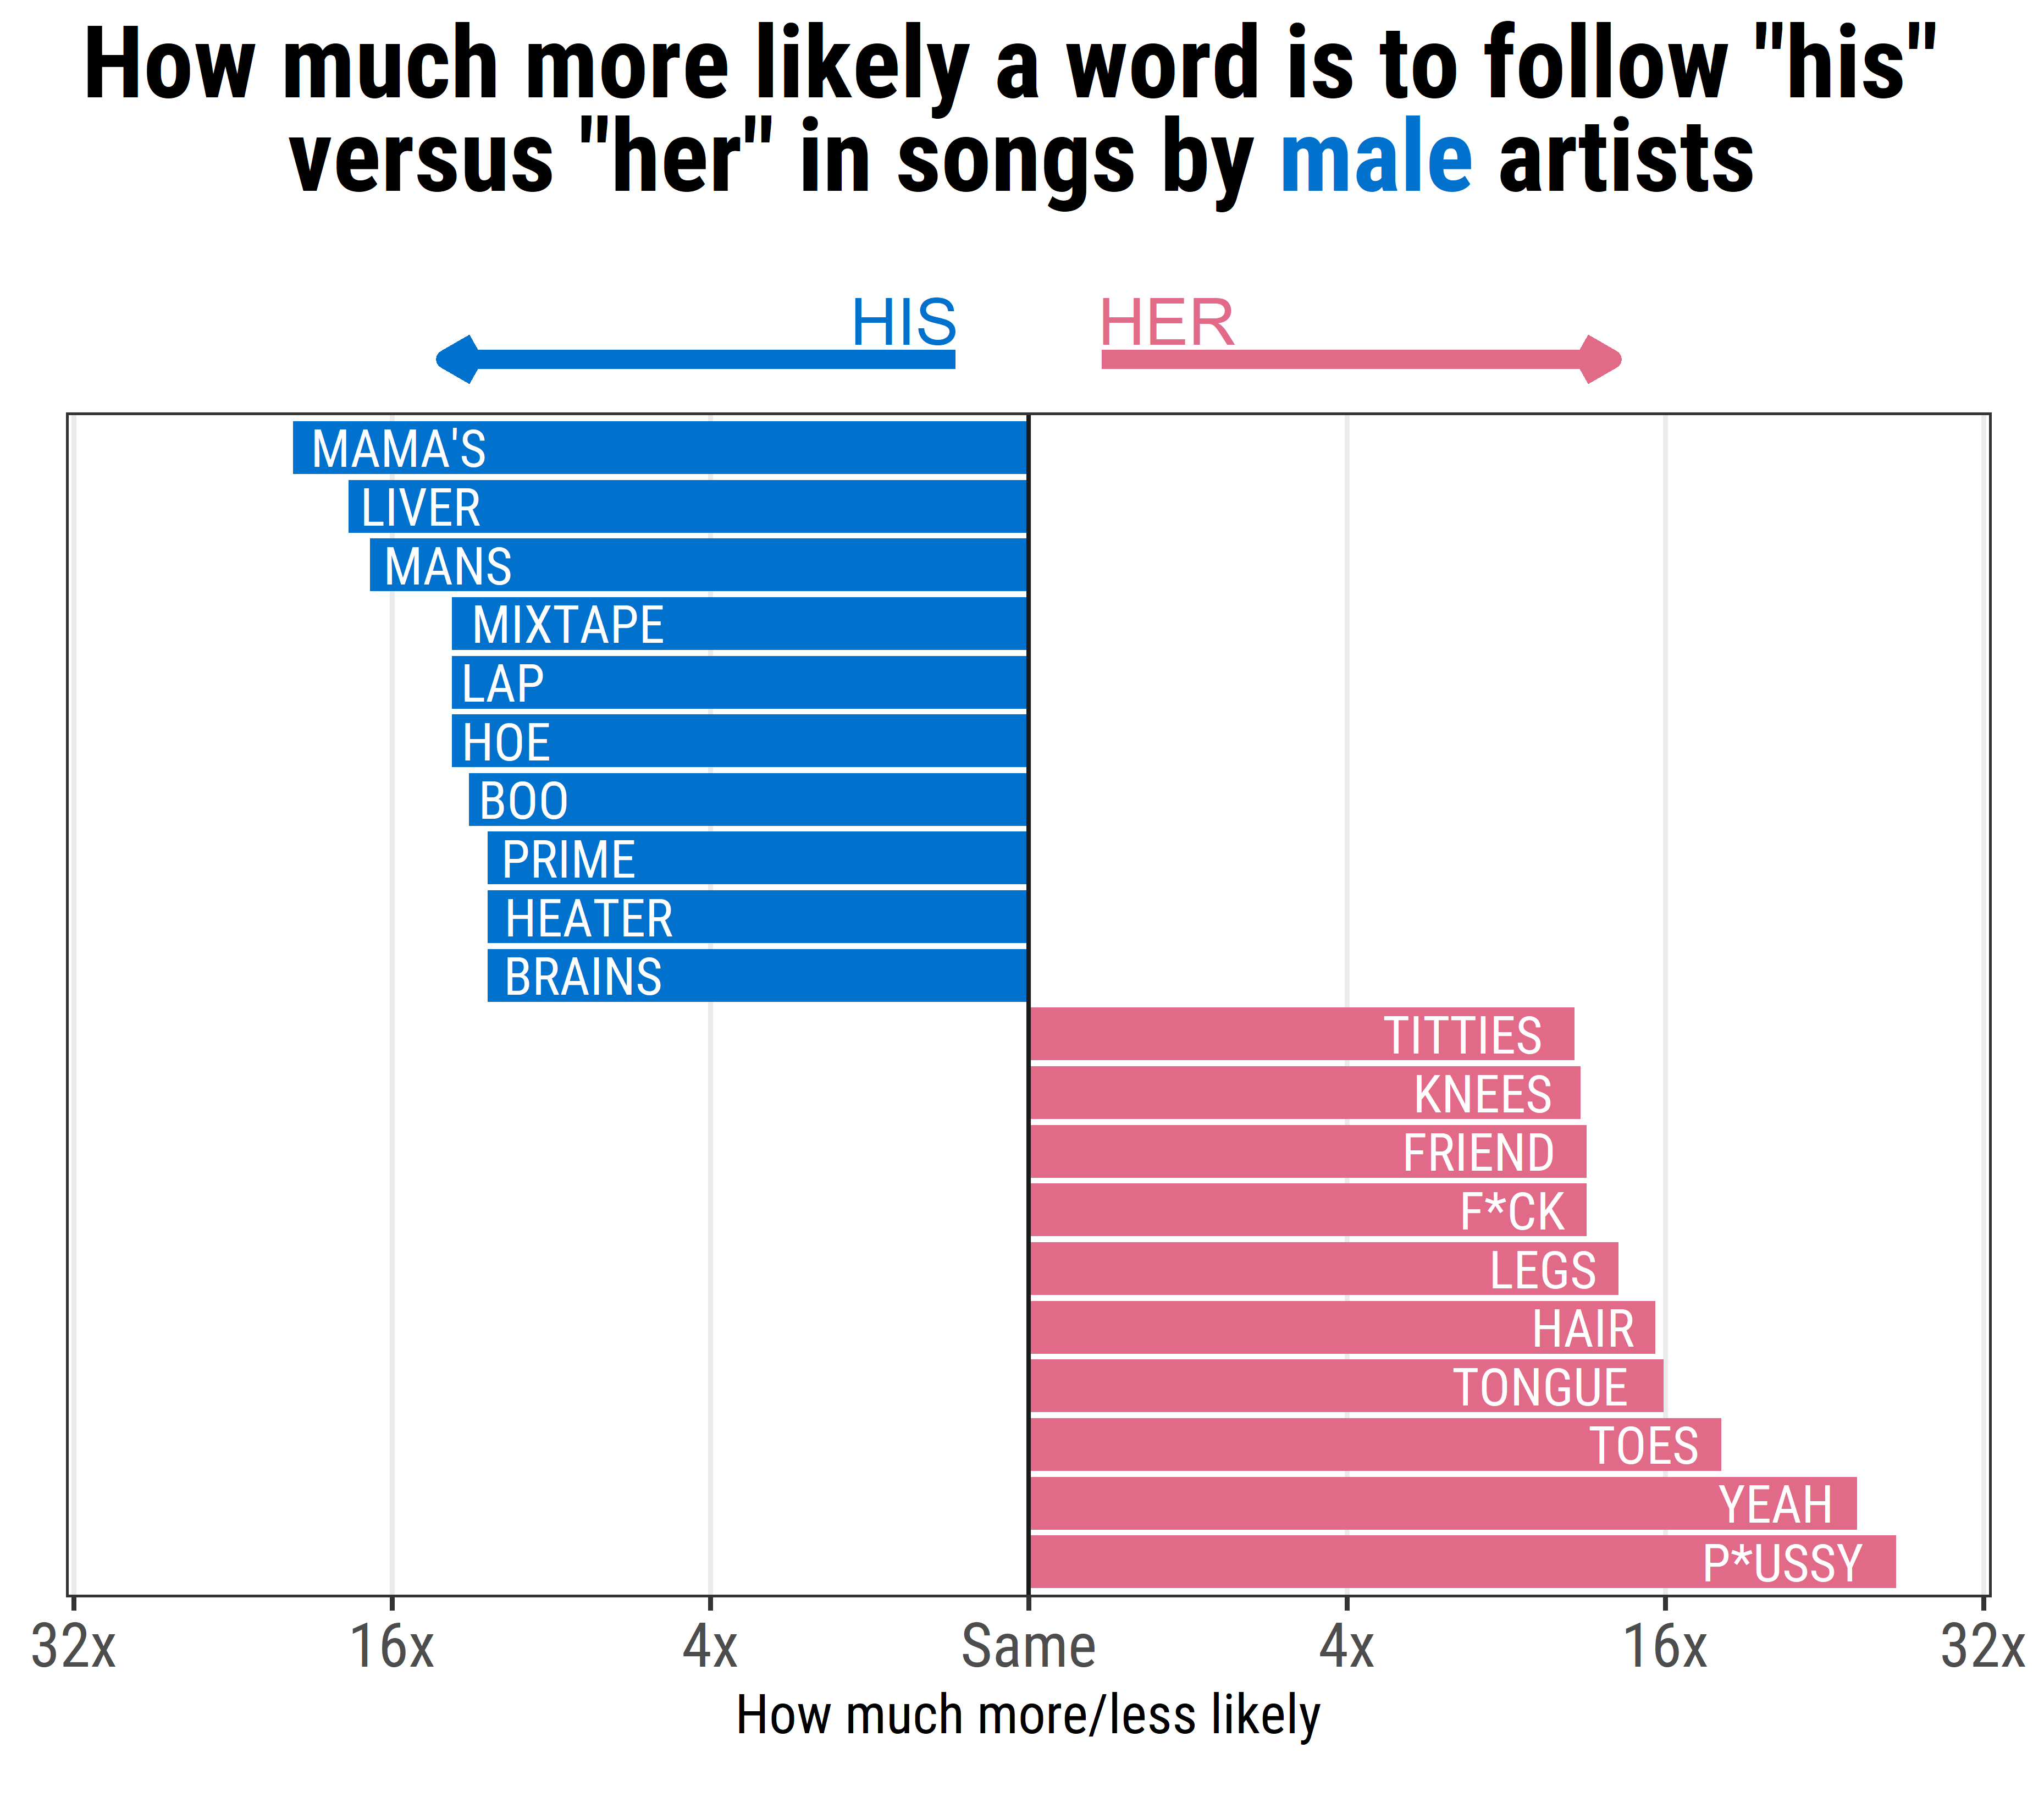 How much more likely a word is to follow "his"
versus "her" in songs by male artists
HIS HER
MAMA'S
LIVER
MANS
MIXTAPE
LAP
HOE
BOO
PRIME
HEATER
BRAINS
TITTIES
KNEES
FRIEND
F*CK
LEGS
HAIR
TONGUE
TOES
YEAH
P*USSY
32x 16x 4x Same 4x 16x 32x
How much more/less likely